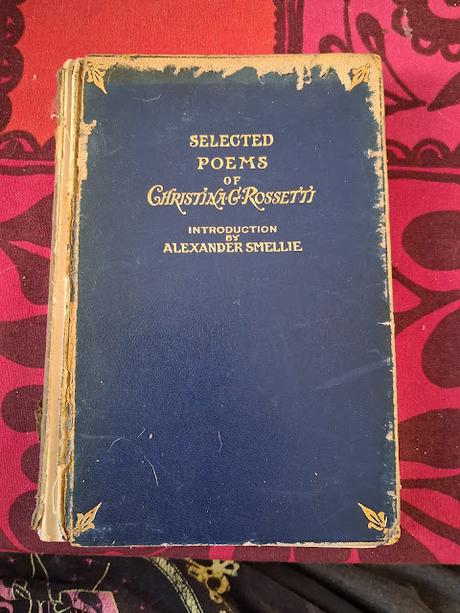 SELECTED
POEMS
OF
CHRISTINA·G·ROSSETTI
INTRODUCTION
BY
ALEXANDER SMELLIE